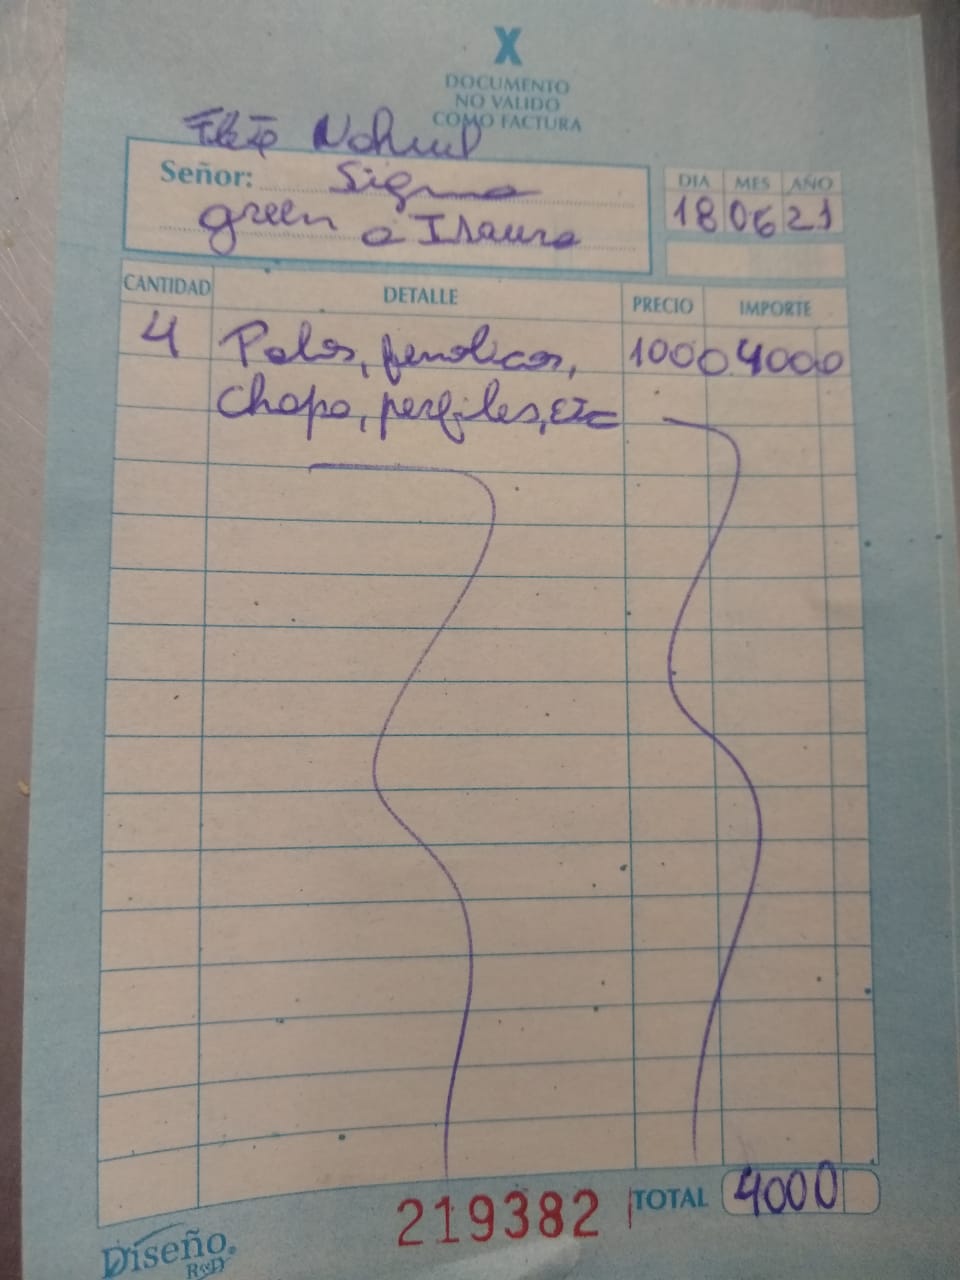 X
DOCUMENTO
NO VALIDO
COMO FACTURA
Flete Nahuel
Señor: Sigma
green a Isaura
DIA MES AÑO
18 06 21
CANTIDAD DETALLE PRECIO IMPORTE
4 Palos, fenolicos, 1000 4000
Chapa, perfiles, etc
219382 TOTAL 4000
Diseño
R&D